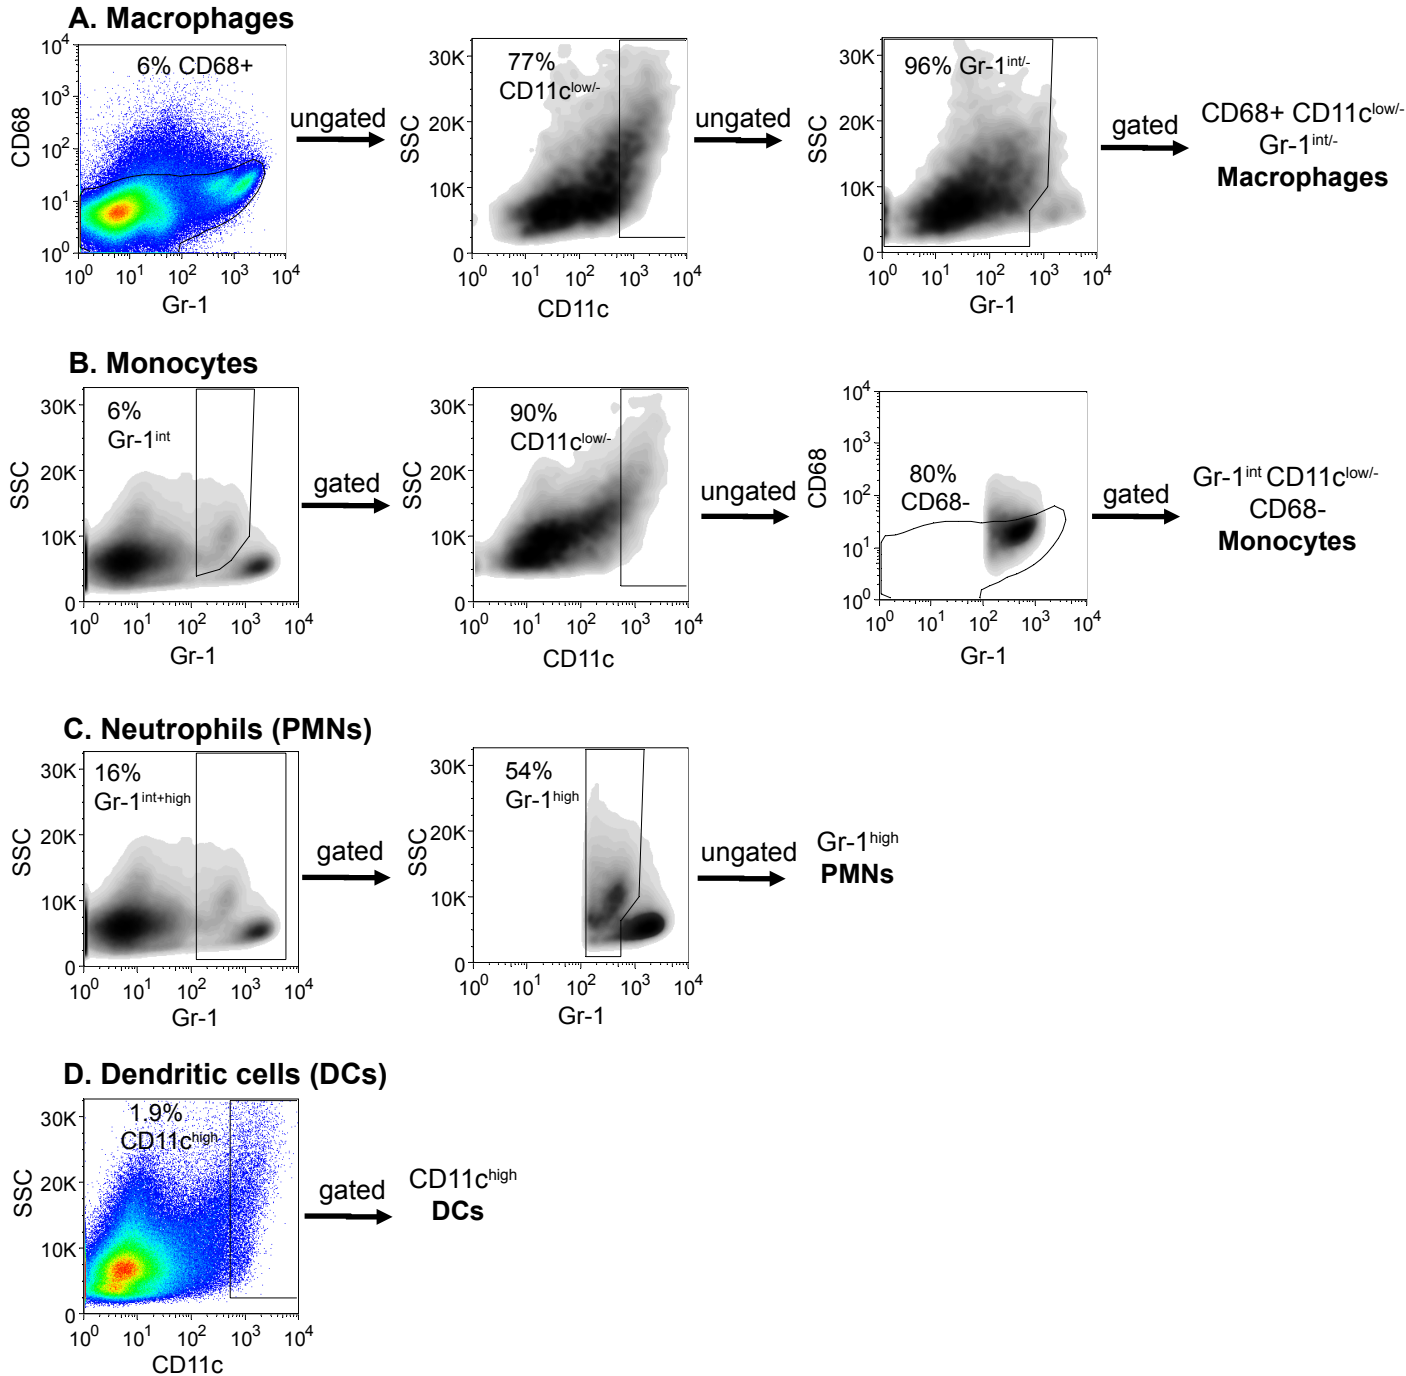 A. Macrophages
10^4
10^3
10^2
10^1
10^0
CD68
6% CD68+
10^0 10^1 10^2 10^3 10^4
Gr-1
ungated
30K
20K
10K
0
SSC
77%
CD11c^low/-
10^0 10^1 10^2 10^3 10^4
CD11c
ungated
30K
20K
10K
0
SSC
96% Gr-1^int/-
10^0 10^1 10^2 10^3 10^4
Gr-1
gated
CD68+ CD11c^low/-
Gr-1^int/-
Macrophages
B. Monocytes
30K
20K
10K
0
SSC
6%
Gr-1^int
10^0 10^1 10^2 10^3 10^4
Gr-1
gated
30K
20K
10K
0
SSC
90%
CD11c^low/-
10^0 10^1 10^2 10^3 10^4
CD11c
ungated
10^4
10^3
10^2
10^1
10^0
CD68
80%
CD68-
10^0 10^1 10^2 10^3 10^4
Gr-1
gated
Gr-1^int CD11c^low/-
CD68-
Monocytes
C. Neutrophils (PMNs)
30K
20K
10K
0
SSC
16%
Gr-1^int+high
10^0 10^1 10^2 10^3 10^4
Gr-1
gated
30K
20K
10K
0
SSC
54%
Gr-1^high
10^0 10^1 10^2 10^3 10^4
Gr-1
ungated
Gr-1^high
PMNs
D. Dendritic cells (DCs)
30K
20K
10K
0
SSC
1.9%
CD11c^high
10^0 10^1 10^2 10^3 10^4
CD11c
gated
CD11c^high
DCs